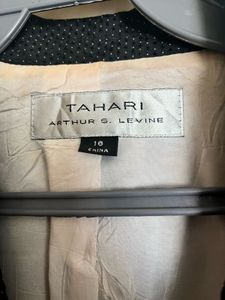 TAHARI
ARTHUR S. LEVINE
16
CHINA